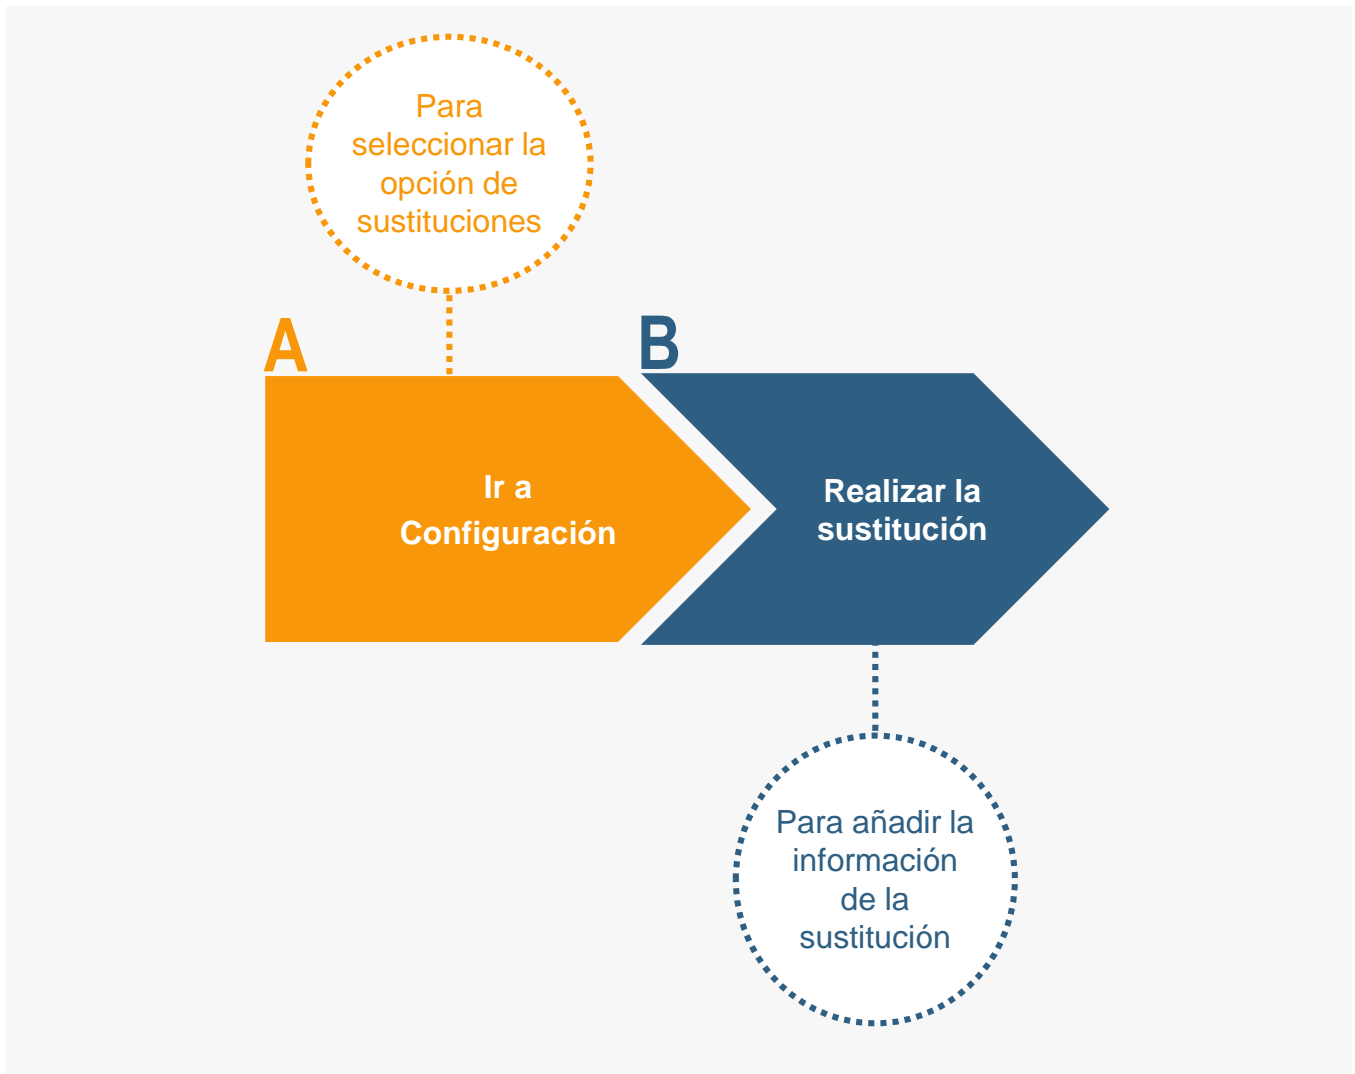 Para
seleccionar la
opción de
sustituciones
A
B
Ir a
Configuración
Realizar la
sustitución
Para añadir la
información
de la
sustitución